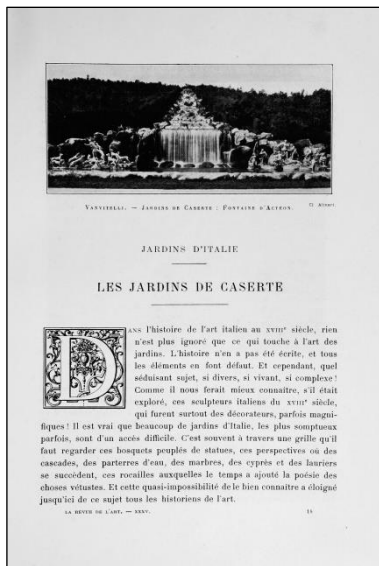 VANVITELLI. — JARDINS DE CASERTE : FONTAINE D'ACTÉON.
JARDINS D'ITALIE
LES JARDINS DE CASERTE
DANS l'histoire de l'art italien au XVIIIe siècle, rien
n'est plus ignoré que ce qui touche à l'art des
jardins. L'histoire n'en a pas été écrite, et tous
les éléments en font défaut. Et cependant, quel
séduisant sujet, si divers, si vivant, si complexe !
Comme il nous ferait mieux connaître, s'il était
exploré, ces sculpteurs italiens du XVIIIe siècle,
qui furent surtout des décorateurs, parfois magni-
fiques ! Il est vrai que beaucoup de jardins d'Italie, les plus somptueux
parfois, sont d'un accès difficile. C'est souvent à travers une grille qu'il
faut regarder ces bosquets peuplés de statues, ces perspectives où des
cascades, des parterres d'eau, des marbres, des cyprès et des lauriers
se succèdent, ces rocailles auxquelles le temps a ajouté la poésie des
choses vétustes. Et cette quasi-impossibilité de le bien connaître a éloigné
jusqu'ici de ce sujet tous les historiens de l'art.
LA REVUE DE L'ART. — XXXV.